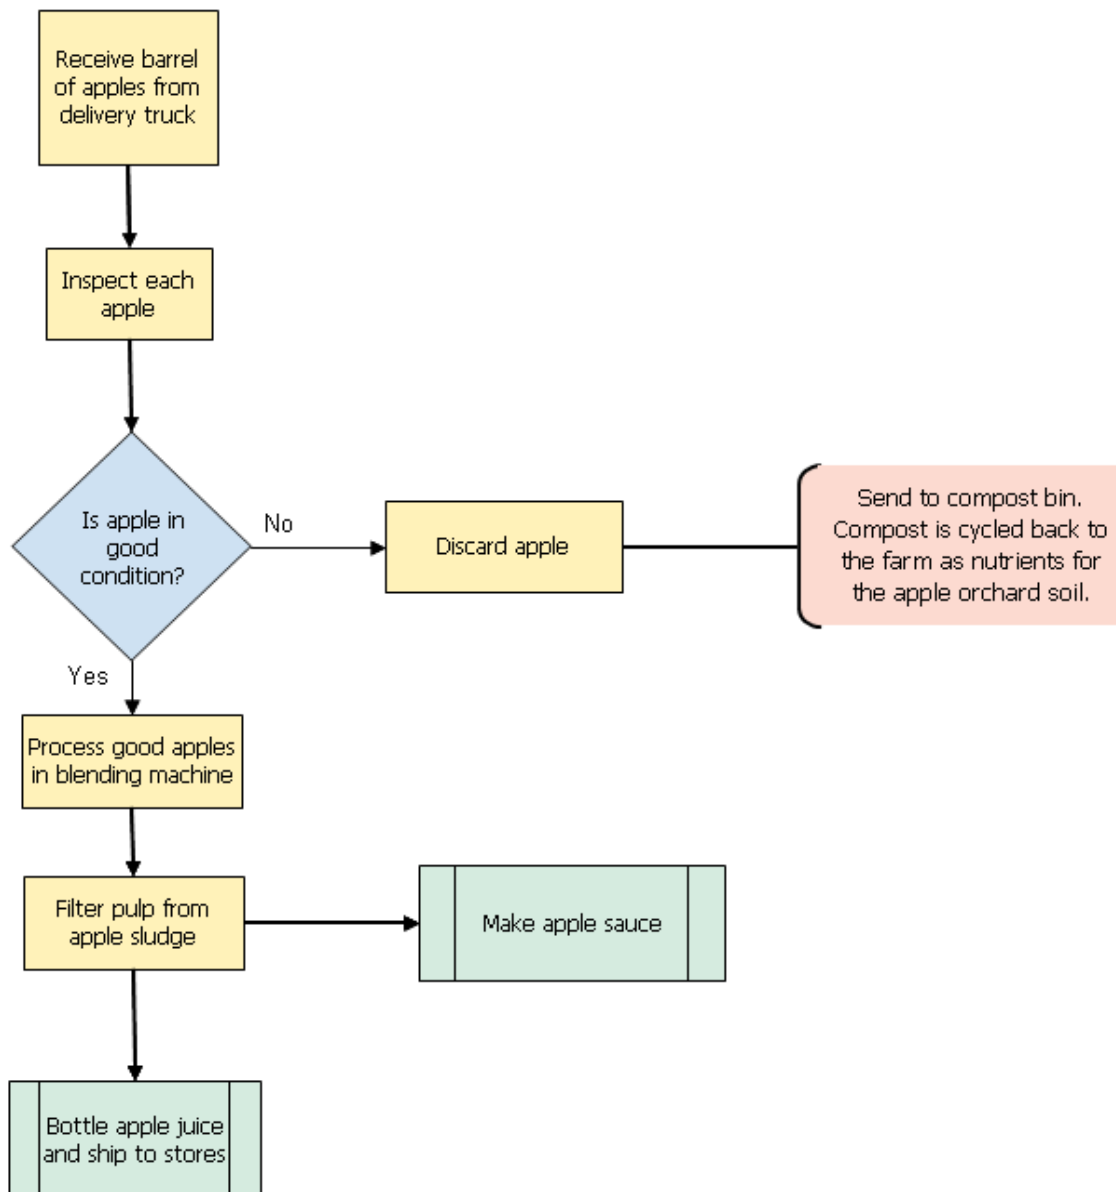 Receive barrel
of apples from
delivery truck
Inspect each
apple
Is apple in
good
condition?
No
Discard apple
Send to compost bin.
Compost is cycled back to
the farm as nutrients for
the apple orchard soil.
Yes
Process good apples
in blending machine
Filter pulp from
apple sludge
Make apple sauce
Bottle apple juice
and ship to stores